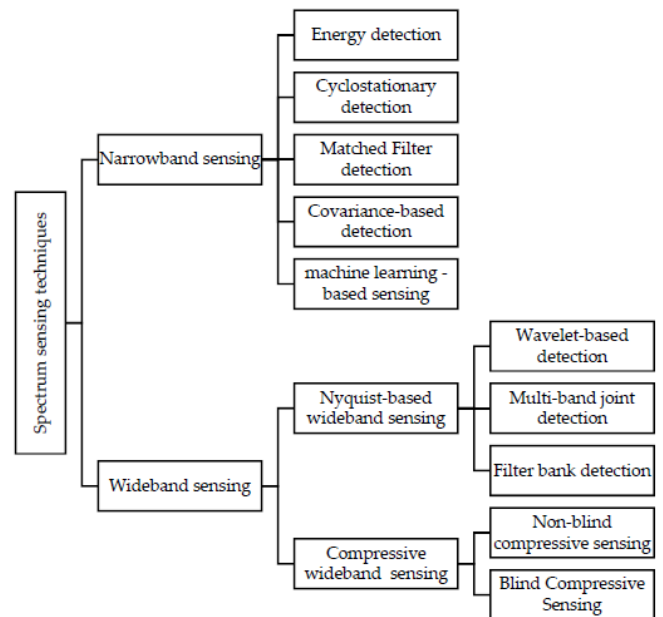 Spectrum sensing techniques
Narrowband sensing
Energy detection
Cyclostationary
detection
Matched Filter
detection
Covariance-based
detection
machine learning -
based sensing
Wideband sensing
Nyquist-based
wideband sensing
Wavelet-based
detection
Multi-band joint
detection
Filter bank detection
Compressive
wideband sensing
Non-blind
compressive sensing
Blind Compressive
Sensing